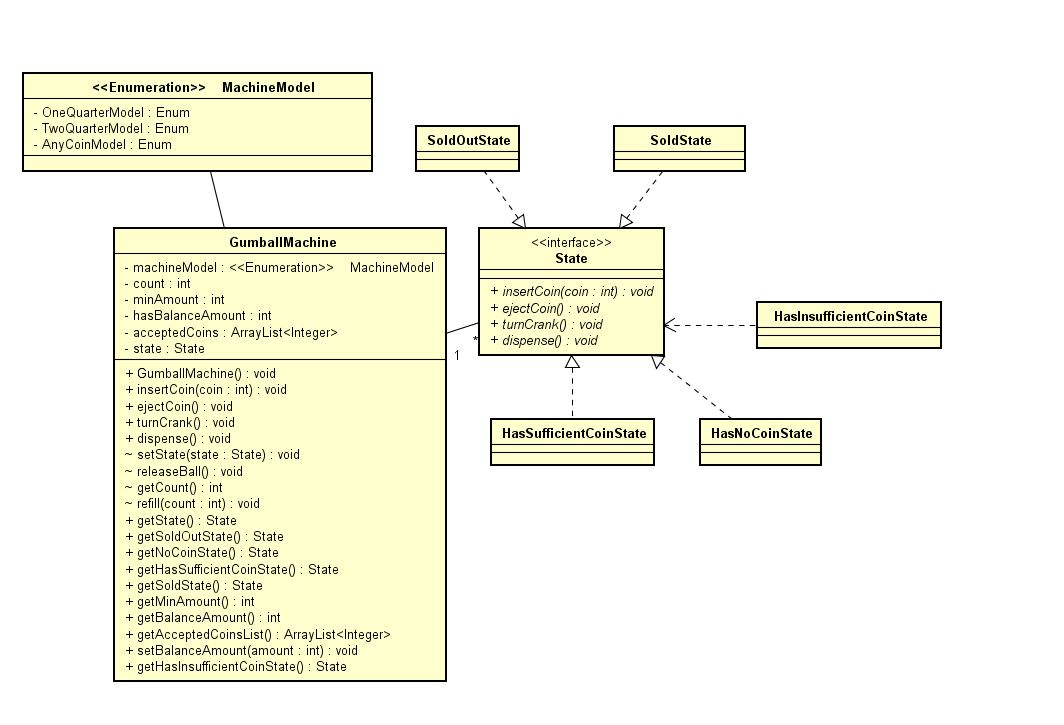 <<Enumeration>> MachineModel
- OneQuarterModel : Enum
- TwoQuarterModel : Enum
- AnyCoinModel : Enum
SoldOutState
SoldState
GumballMachine
- machineModel : <<Enumeration>> MachineModel
- count : int
- minAmount : int
- hasBalanceAmount : int
- acceptedCoins : ArrayList<Integer>
- state : State
+ GumballMachine() : void
+ insertCoin(coin : int) : void
+ ejectCoin() : void
+ turnCrank() : void
+ dispense() : void
~ setState(state : State) : void
~ releaseBall() : void
~ getCount() : int
~ refill(count : int) : void
+ getState() : State
+ getSoldOutState() : State
+ getNoCoinState() : State
+ getHasSufficientCoinState() : State
+ getSoldState() : State
+ getMinAmount() : int
+ getBalanceAmount() : int
+ getAcceptedCoinsList() : ArrayList<Integer>
+ setBalanceAmount(amount : int) : void
+ getHasInsufficientCoinState() : State
1
*
<<interface>>
State
+ insertCoin(coin : int) : void
+ ejectCoin() : void
+ turnCrank() : void
+ dispense() : void
HasInsufficientCoinState
HasSufficientCoinState
HasNoCoinState